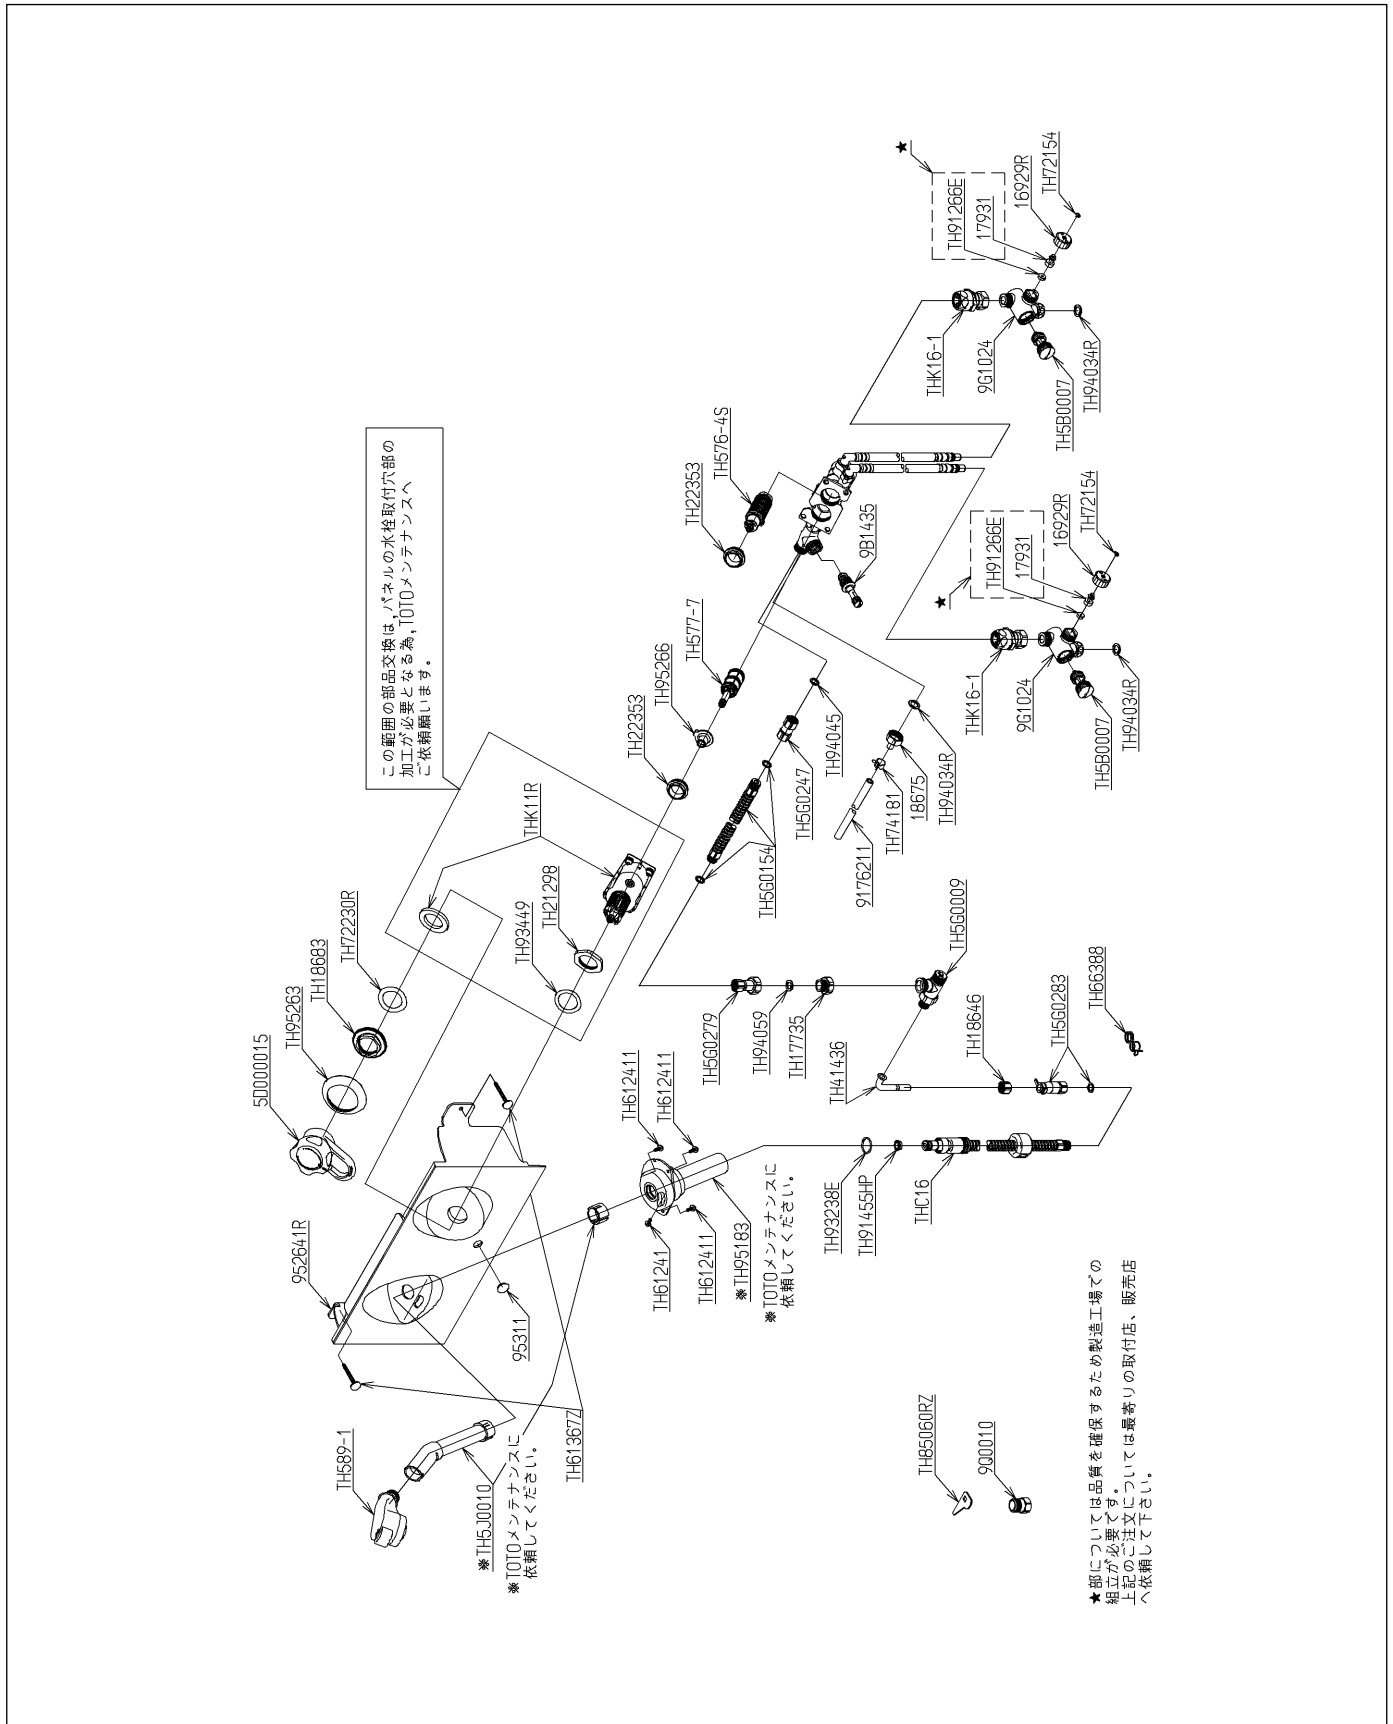 この範囲の部品交換は,パネルの水栓取付穴部の
加工が必要となる為,TOTOメンテナンスへ
ご依頼願います。
TH589-1
※TH5J0010
※TOTOメンテナンスに
依頼してください。
952641R
5D000015
TH95263
TH18683
TH72230R
THK11R
TH93449
TH21298
TH22353
TH95266
TH577-7
TH22353
TH576-4S
9B1435
TH61367Z
95311
TH612411
TH612411
TH61241
TH612411
※TH95183
※TOTOメンテナンスに
依頼してください。
TH5G0154
TH5G0247
TH94045
9176211
TH74181
18675
TH94034R
TH5G0279
TH94059
TH17735
TH5G0009
TH41436
TH18646
TH5G0283
TH66388
TH93238E
TH91455HP
THC16
★
TH91266E
17931
16929R
TH72154
THK16-1
9G1024
TH5B0007
TH94034R
★
TH91266E
17931
16929R
TH72154
THK16-1
9G1024
TH5B0007
TH94034R
TH85060RZ
9Q0010
★部については品質を確保するため製造工場での
組立が必要です。
上記のご注文については最寄りの取付店、販売店
へ依頼して下さい。